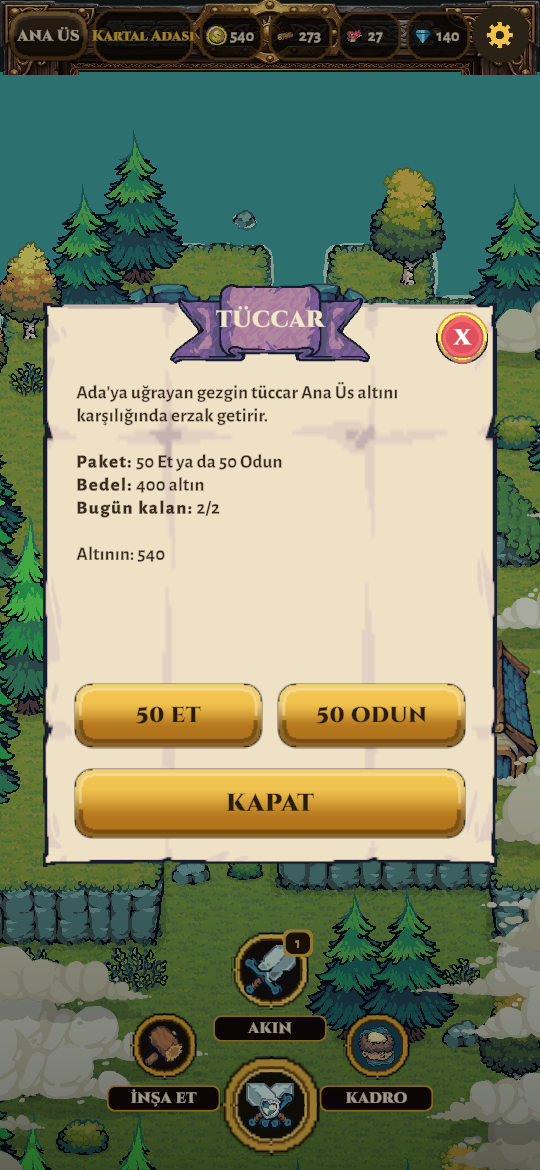 ANA ÜS
KARTAL ADASI
540
273
27
140
TÜCCAR
X
Ada'ya uğrayan gezgin tüccar Ana Üs altını
karşılığında erzak getirir.
Paket: 50 Et ya da 50 Odun
Bedel: 400 altın
Bugün kalan: 2/2
Altının: 540
50 ET
50 ODUN
KAPAT
1
AKIN
İNŞA ET
KADRO